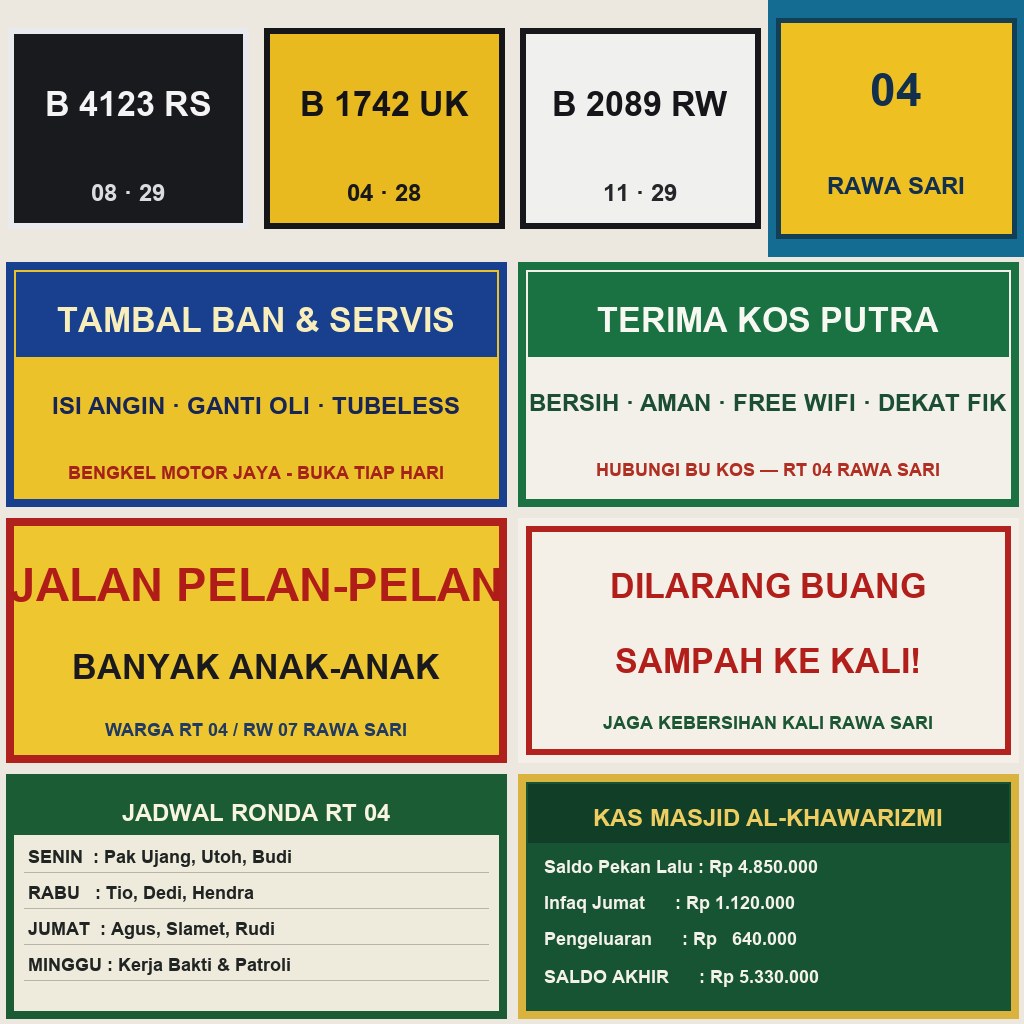 B 4123 RS
08 · 29
B 1742 UK
04 · 28
B 2089 RW
11 · 29
04
RAWA SARI
TAMBAL BAN & SERVIS
ISI ANGIN · GANTI OLI · TUBELESS
BENGKEL MOTOR JAYA - BUKA TIAP HARI
TERIMA KOS PUTRA
BERSIH · AMAN · FREE WIFI · DEKAT FIK
HUBUNGI BU KOS — RT 04 RAWA SARI
JALAN PELAN-PELAN
BANYAK ANAK-ANAK
WARGA RT 04 / RW 07 RAWA SARI
DILARANG BUANG
SAMPAH KE KALI!
JAGA KEBERSIHAN KALI RAWA SARI
JADWAL RONDA RT 04
SENIN : Pak Ujang, Utoh, Budi
RABU : Tio, Dedi, Hendra
JUMAT : Agus, Slamet, Rudi
MINGGU : Kerja Bakti & Patroli
KAS MASJID AL-KHAWARIZMI
Saldo Pekan Lalu : Rp 4.850.000
Infaq Jumat : Rp 1.120.000
Pengeluaran : Rp 640.000
SALDO AKHIR : Rp 5.330.000